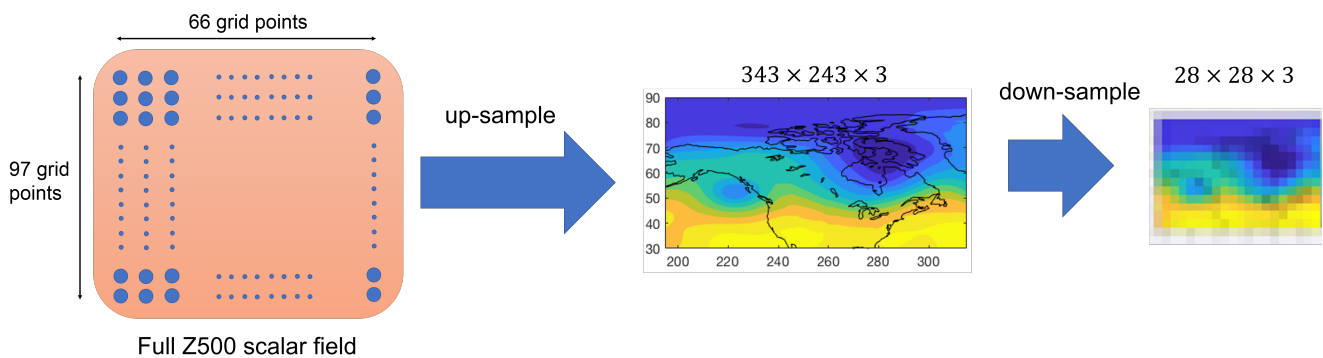 66 grid points
97 grid
points
Full Z500 scalar field
up-sample
343 × 243 × 3
90
80
70
60
50
40
30
200
220
240
260
280
300
down-sample
28 × 28 × 3